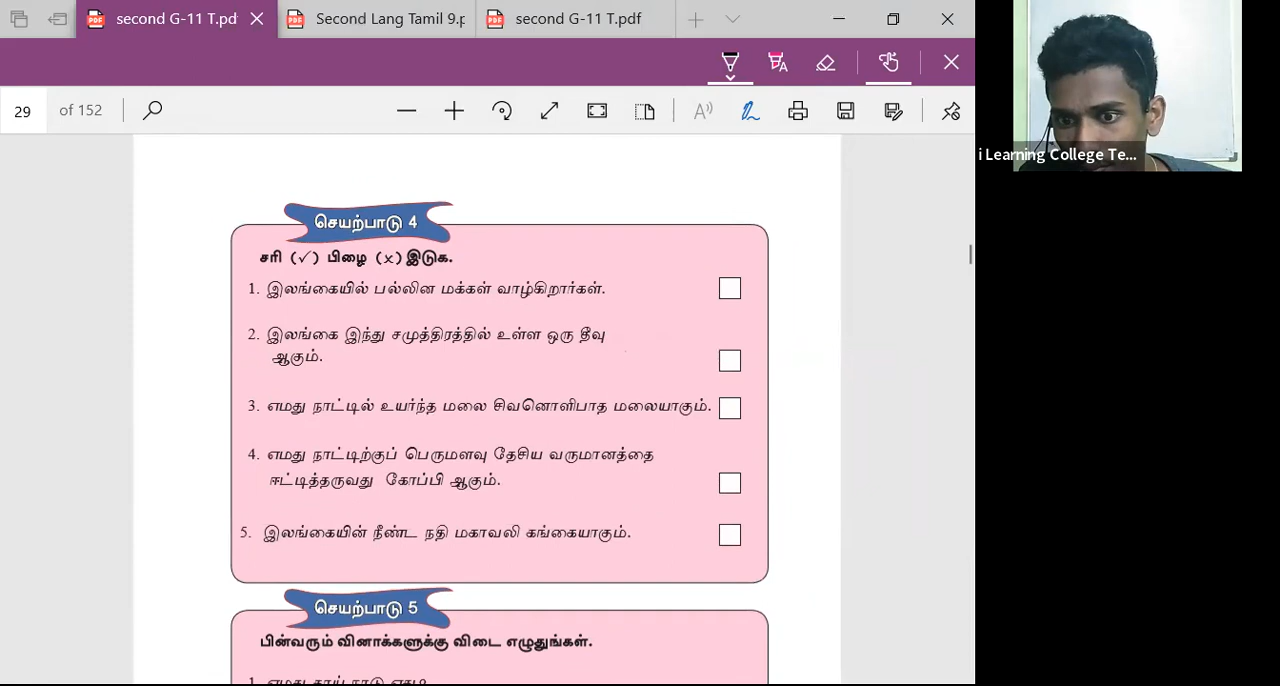 second G-11 T.pd
Second Lang Tamil 9.p
second G-11 T.pdf
29 of 152
i Learning College Te...
செயற்பாடு 4
சரி (✓) பிழை (x) இடுக.
1. இலங்கையில் பல்லின மக்கள் வாழ்கிறார்கள்.
2. இலங்கை இந்து சமுத்திரத்தில் உள்ள ஒரு தீவு
ஆகும்.
3. எமது நாட்டில் உயர்ந்த மலை சிவனொளிபாத மலையாகும்.
4. எமது நாட்டிற்குப் பெருமளவு தேசிய வருமானத்தை
ஈட்டித்தருவது கோப்பி ஆகும்.
5. இலங்கையின் நீண்ட நதி மகாவலி கங்கையாகும்.
செயற்பாடு 5
பின்வரும் வினாக்களுக்கு விடை எழுதுங்கள்.